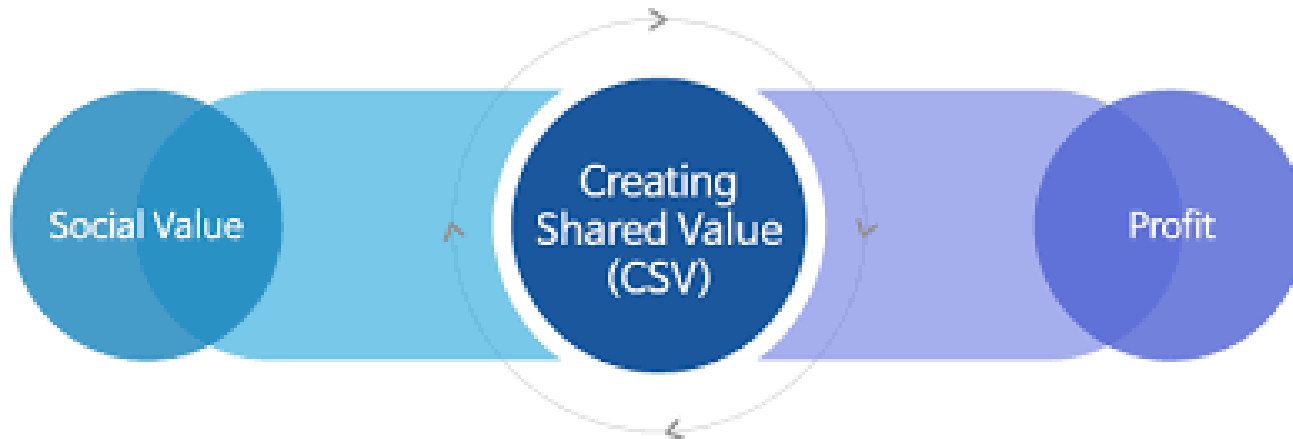 Social Value
Creating
Shared Value
(CSV)
Profit